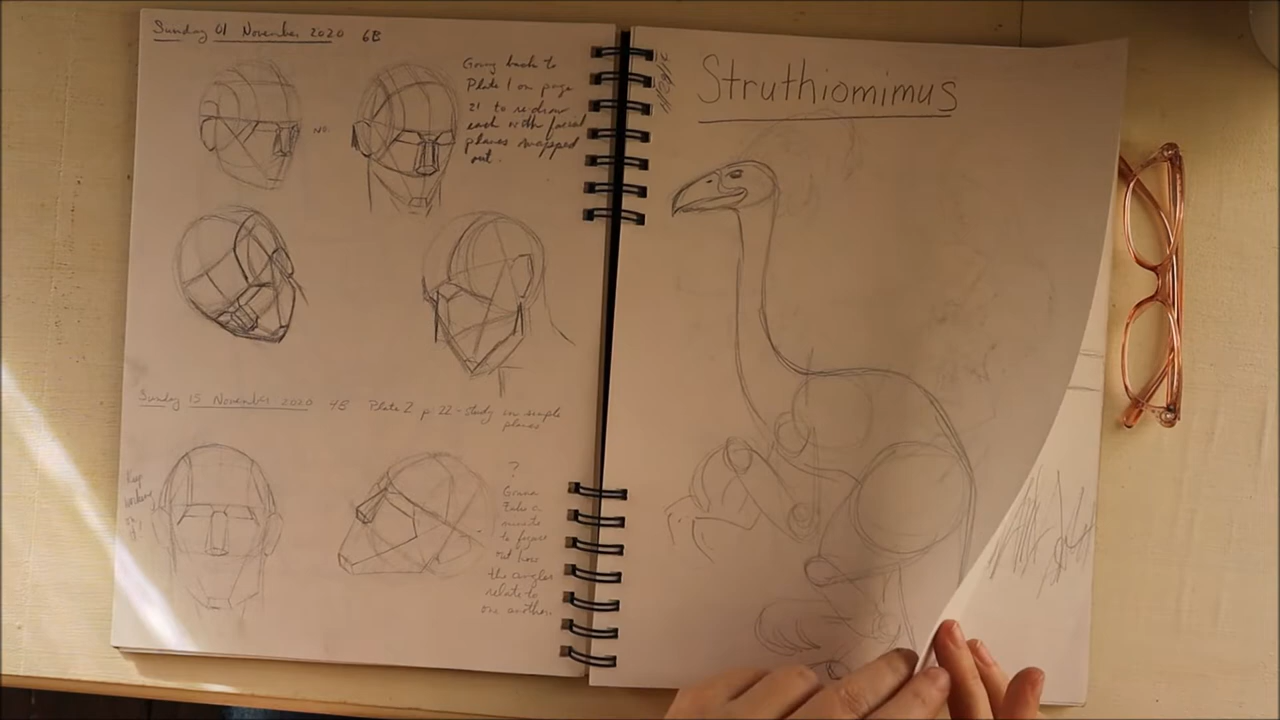 Sunday 01 November 2020 6B
Going back to
Plate 1 on page
21 to redraw
each with facial
planes mapped
out.
NO.
Sunday 15 November 2020 4B Plate 2 p. 22 - study in simple
planes
Keep
working
on
it!
?
Gonna
take a
minute
to figure
out how
the angles
relate to
one another.
Struthiomimus